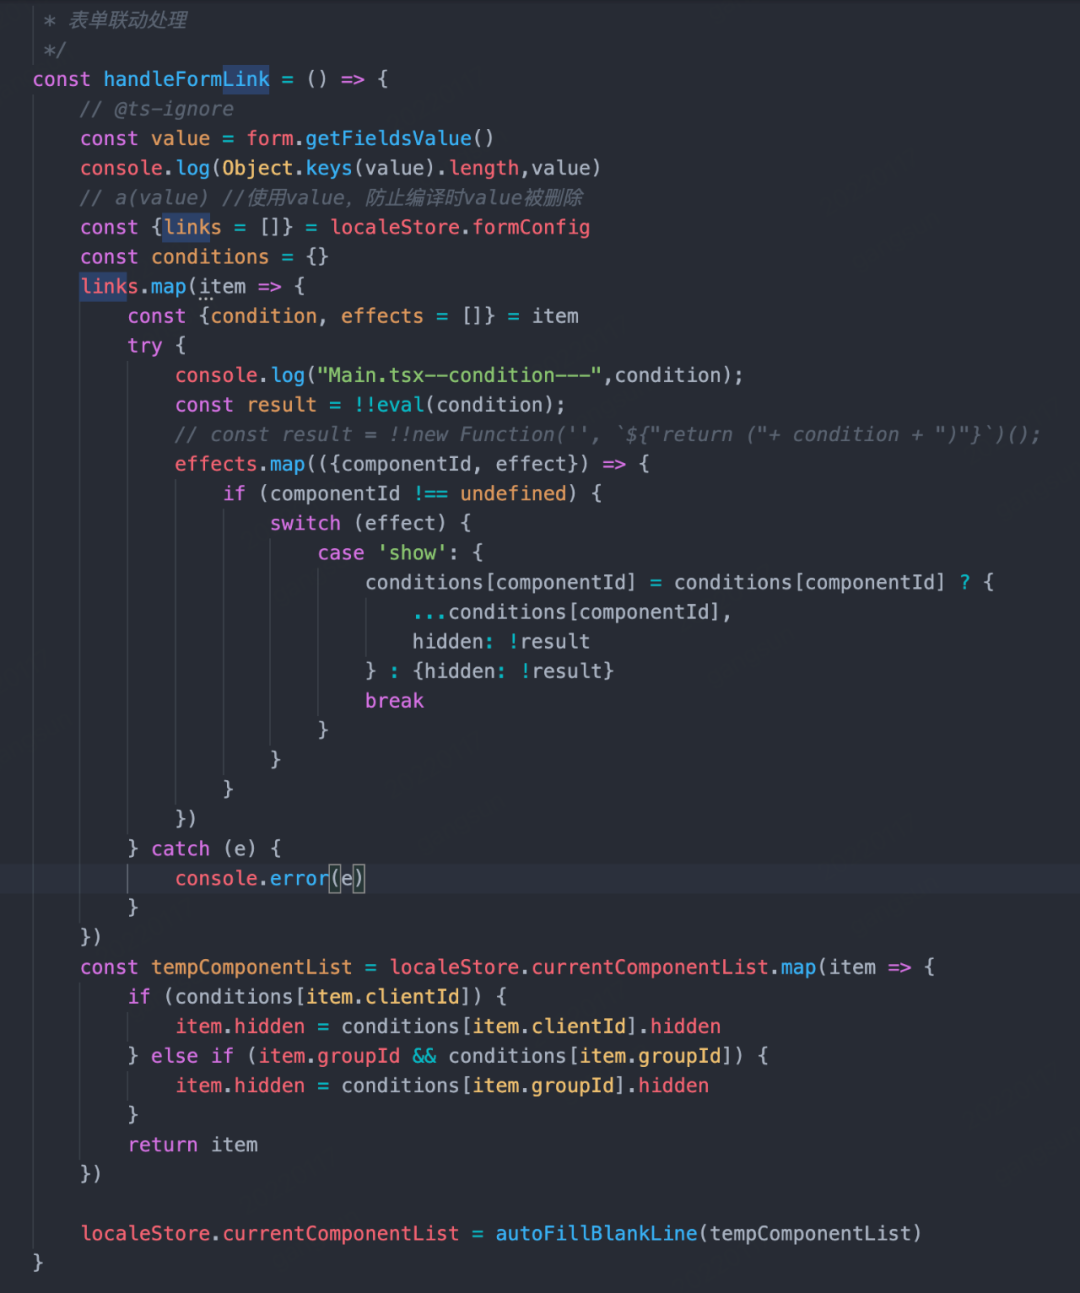 * 表单联动处理
*/
const handleFormLink = () => {
// @ts-ignore
const value = form.getFieldsValue()
console.log(Object.keys(value).length,value)
// a(value) //使用value, 防止编译时value被删除
const {links = []} = localeStore.formConfig
const conditions = {}
links.map(item => {
const {condition, effects = []} = item
try {
console.log("Main.tsx--condition---",condition);
const result = !!eval(condition);
// const result = !!new Function('', `${"return ("+ condition + ")"}`)();
effects.map(({componentId, effect}) => {
if (componentId !== undefined) {
switch (effect) {
case 'show': {
conditions[componentId] = conditions[componentId] ? {
...conditions[componentId],
hidden: !result
} : {hidden: !result}
break
}
}
}
})
} catch (e) {
console.error(e)
}
})
const tempComponentList = localeStore.currentComponentList.map(item => {
if (conditions[item.clientId]) {
item.hidden = conditions[item.clientId].hidden
} else if (item.groupId && conditions[item.groupId]) {
item.hidden = conditions[item.groupId].hidden
}
return item
})
localeStore.currentComponentList = autoFillBlankLine(tempComponentList)
}